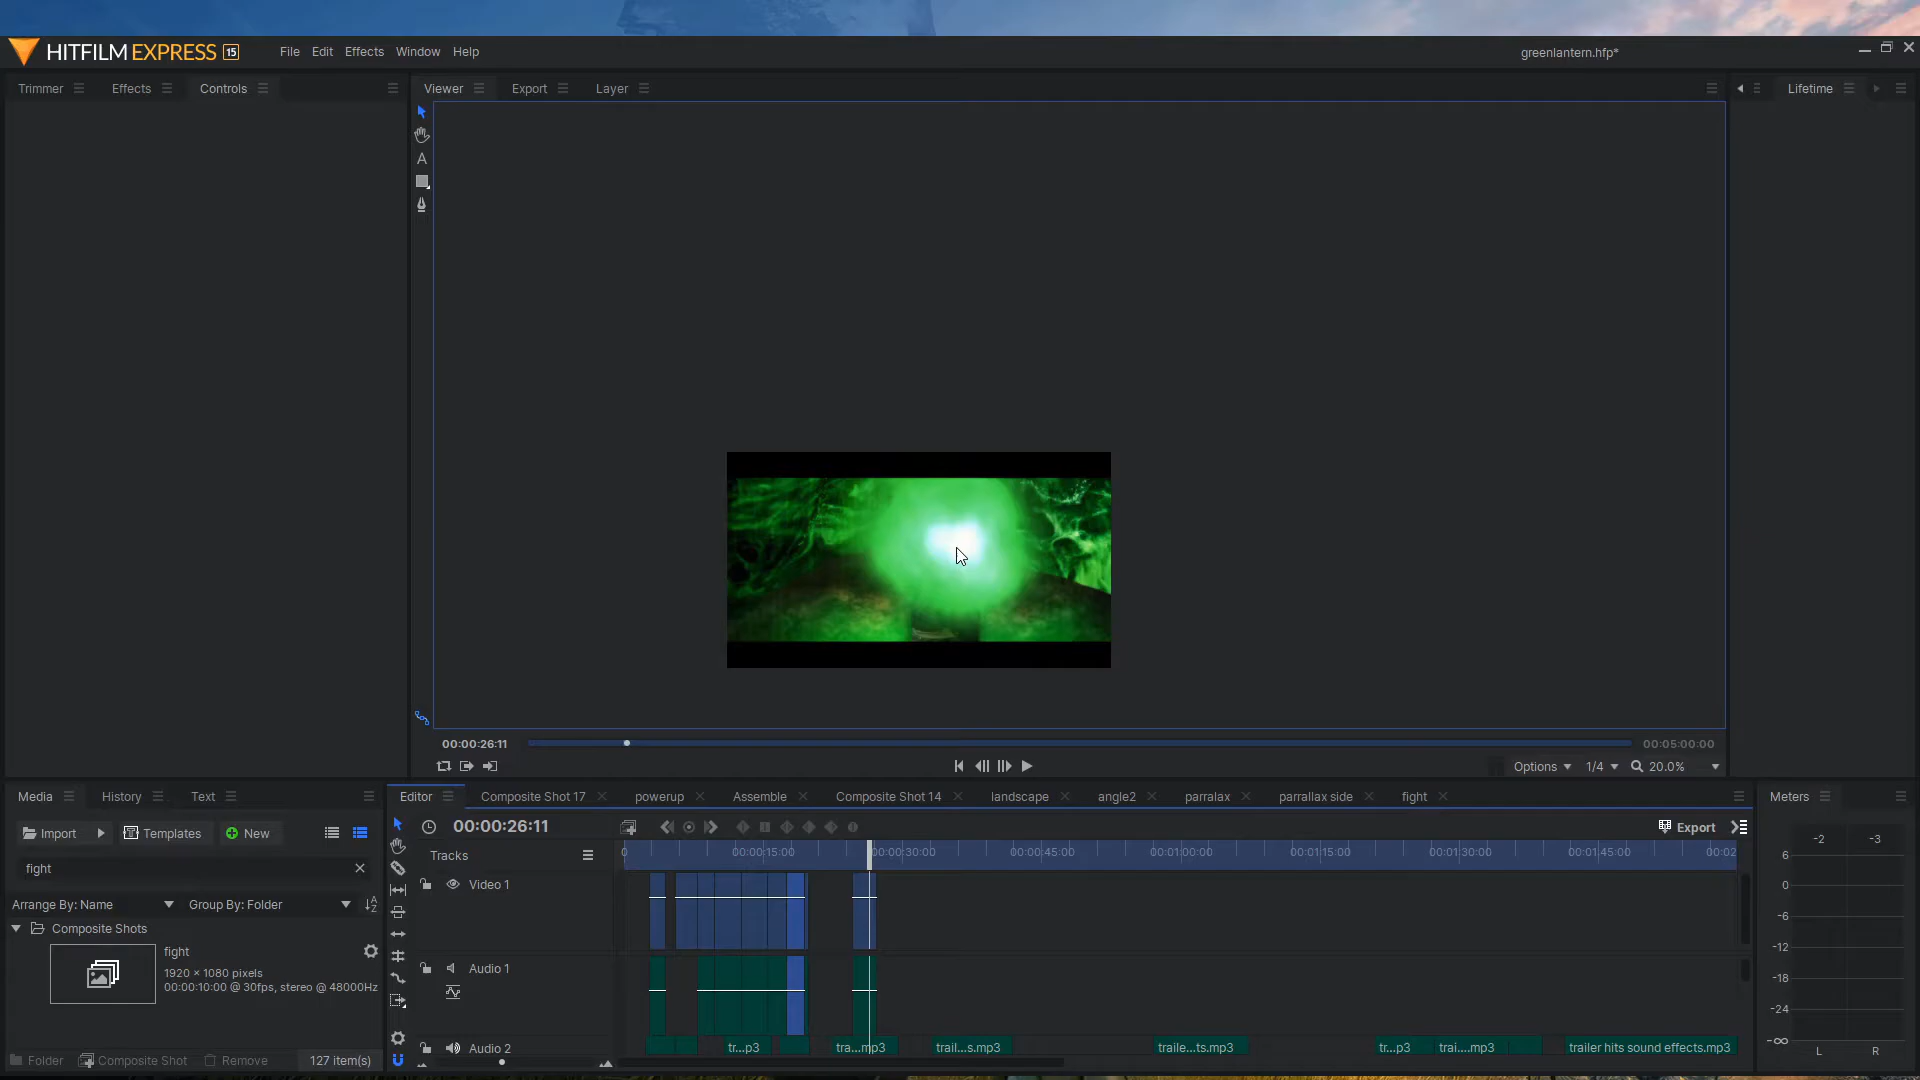 HITFILM EXPRESS 15
File Edit Effects Window Help
greenlantern.hfp*
Trimmer Effects Controls
Viewer Export Layer
Lifetime
A
00:00:26:11
00:05:00:00
Options 1/4 20.0%
Media History Text
Editor Composite Shot 17 powerup Assemble Composite Shot 14 landscape angle2 parralax parrallax side fight
Meters
Import Templates New
00:00:26:11
Export
fight
Tracks
0 00:00:15:00 00:00:30:00 00:00:45:00 00:01:00:00 00:01:15:00 00:01:30:00 00:01:45:00 00:02
Arrange By: Name Group By: Folder
Composite Shots
fight
1920 × 1080 pixels
00:00:10:00 @ 30fps, stereo @ 48000Hz
Video 1
Audio 1
Audio 2
tr...p3 tra...mp3 trail...s.mp3 traile...ts.mp3 tr...p3 trai....mp3 trailer hits sound effects.mp3
Folder Composite Shot Remove 127 item(s)
-2 -3
6
0
-6
-12
-18
-24
-∞
L R